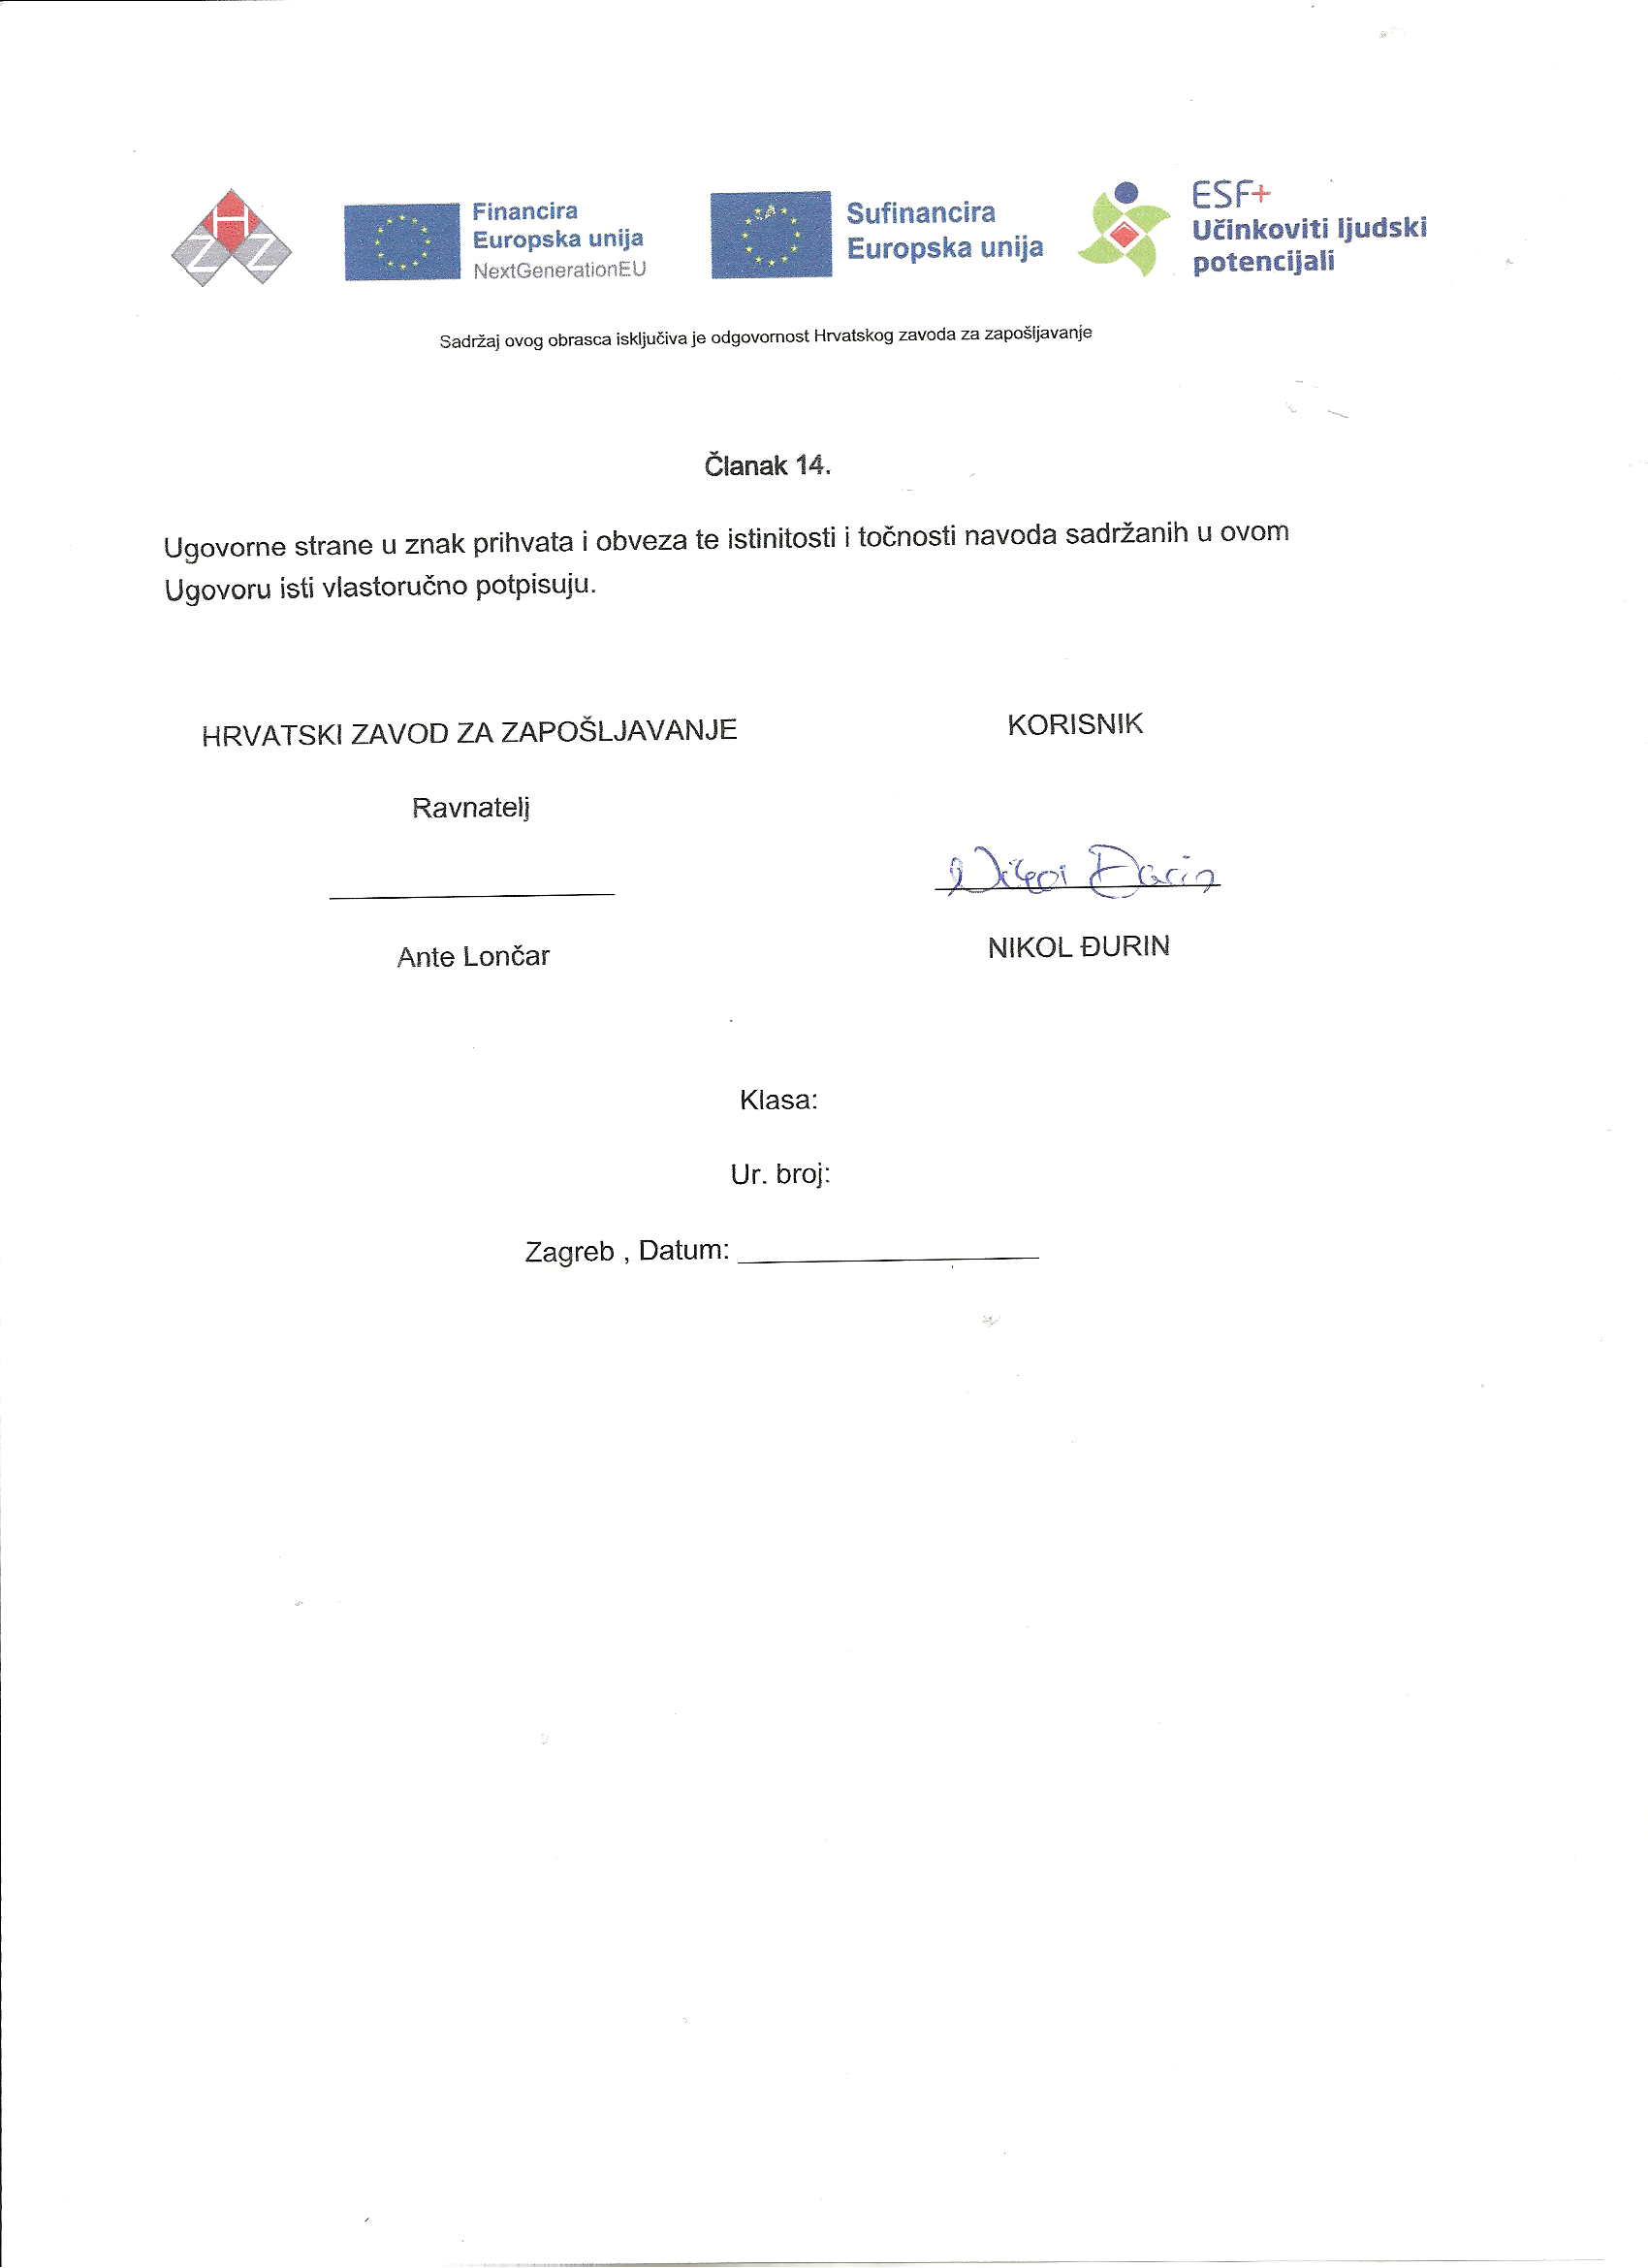 HZZ
Financira
Europska unija
NextGenerationEU
Sufinancira
Europska unija
ESF+
Učinkoviti ljudski
potencijali
Sadržaj ovog obrasca isključiva je odgovornost Hrvatskog zavoda za zapošljavanje
Članak 14.
Ugovorne strane u znak prihvata i obveza te istinitosti i točnosti navoda sadržanih u ovom
Ugovoru isti vlastoručno potpisuju.
HRVATSKI ZAVOD ZA ZAPOŠLJAVANJE
Ravnatelj
Ante Lončar
KORISNIK
Nikol Đurin
NIKOL ĐURIN
Klasa:
Ur. broj:
Zagreb , Datum: